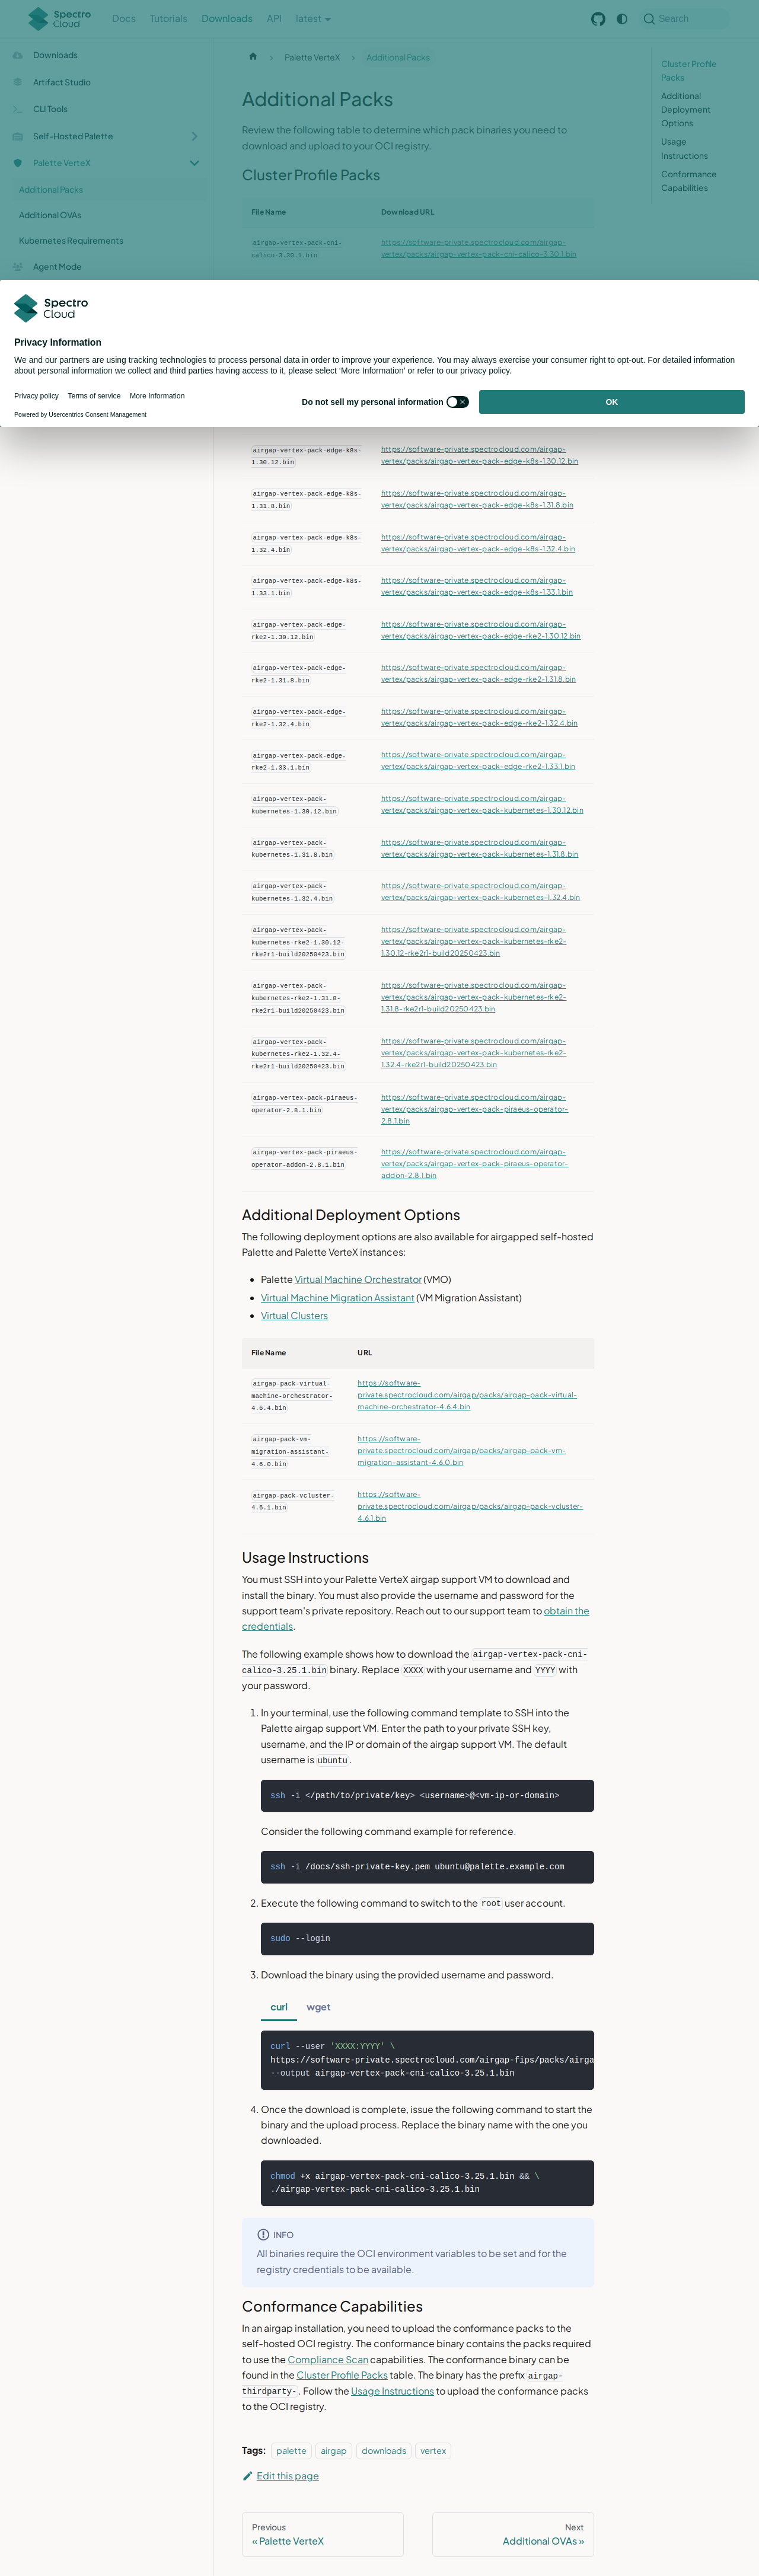 Spectro Cloud
Docs
Tutorials
Downloads
API
latest
Search
Downloads
Artifact Studio
CLI Tools
Self-Hosted Palette
Palette VerteX
Additional Packs
Additional OVAs
Kubernetes Requirements
Agent Mode
Palette VerteX
Additional Packs
Additional Packs
Review the following table to determine which pack binaries you need to
download and upload to your OCI registry.
Cluster Profile Packs
File Name
Download URL
airgap-vertex-pack-cni-
calico-3.30.1.bin
https://software-private.spectrocloud.com/airgap-
vertex/packs/airgap-vertex-pack-cni-calico-3.30.1.bin
Cluster Profile
Packs
Additional
Deployment
Options
Usage
Instructions
Conformance
Capabilities
Spectro Cloud
Privacy Information
We and our partners are using tracking technologies to process personal data in order to improve your experience. You may always exercise your consumer right to opt-out. For detailed information
about personal information we collect and third parties having access to it, please select ‘More Information’ or refer to our privacy policy.
Privacy policy
Terms of service
More Information
Do not sell my personal information
OK
Powered by Usercentrics Consent Management
airgap-vertex-pack-edge-k8s-
1.30.12.bin
https://software-private.spectrocloud.com/airgap-
vertex/packs/airgap-vertex-pack-edge-k8s-1.30.12.bin
airgap-vertex-pack-edge-k8s-
1.31.8.bin
https://software-private.spectrocloud.com/airgap-
vertex/packs/airgap-vertex-pack-edge-k8s-1.31.8.bin
airgap-vertex-pack-edge-k8s-
1.32.4.bin
https://software-private.spectrocloud.com/airgap-
vertex/packs/airgap-vertex-pack-edge-k8s-1.32.4.bin
airgap-vertex-pack-edge-k8s-
1.33.1.bin
https://software-private.spectrocloud.com/airgap-
vertex/packs/airgap-vertex-pack-edge-k8s-1.33.1.bin
airgap-vertex-pack-edge-
rke2-1.30.12.bin
https://software-private.spectrocloud.com/airgap-
vertex/packs/airgap-vertex-pack-edge-rke2-1.30.12.bin
airgap-vertex-pack-edge-
rke2-1.31.8.bin
https://software-private.spectrocloud.com/airgap-
vertex/packs/airgap-vertex-pack-edge-rke2-1.31.8.bin
airgap-vertex-pack-edge-
rke2-1.32.4.bin
https://software-private.spectrocloud.com/airgap-
vertex/packs/airgap-vertex-pack-edge-rke2-1.32.4.bin
airgap-vertex-pack-edge-
rke2-1.33.1.bin
https://software-private.spectrocloud.com/airgap-
vertex/packs/airgap-vertex-pack-edge-rke2-1.33.1.bin
airgap-vertex-pack-
kubernetes-1.30.12.bin
https://software-private.spectrocloud.com/airgap-
vertex/packs/airgap-vertex-pack-kubernetes-1.30.12.bin
airgap-vertex-pack-
kubernetes-1.31.8.bin
https://software-private.spectrocloud.com/airgap-
vertex/packs/airgap-vertex-pack-kubernetes-1.31.8.bin
airgap-vertex-pack-
kubernetes-1.32.4.bin
https://software-private.spectrocloud.com/airgap-
vertex/packs/airgap-vertex-pack-kubernetes-1.32.4.bin
airgap-vertex-pack-
kubernetes-rke2-1.30.12-
rke2r1-build20250423.bin
https://software-private.spectrocloud.com/airgap-
vertex/packs/airgap-vertex-pack-kubernetes-rke2-
1.30.12-rke2r1-build20250423.bin
airgap-vertex-pack-
kubernetes-rke2-1.31.8-
rke2r1-build20250423.bin
https://software-private.spectrocloud.com/airgap-
vertex/packs/airgap-vertex-pack-kubernetes-rke2-
1.31.8-rke2r1-build20250423.bin
airgap-vertex-pack-
kubernetes-rke2-1.32.4-
rke2r1-build20250423.bin
https://software-private.spectrocloud.com/airgap-
vertex/packs/airgap-vertex-pack-kubernetes-rke2-
1.32.4-rke2r1-build20250423.bin
airgap-vertex-pack-piraeus-
operator-2.8.1.bin
https://software-private.spectrocloud.com/airgap-
vertex/packs/airgap-vertex-pack-piraeus-operator-
2.8.1.bin
airgap-vertex-pack-piraeus-
operator-addon-2.8.1.bin
https://software-private.spectrocloud.com/airgap-
vertex/packs/airgap-vertex-pack-piraeus-operator-
addon-2.8.1.bin
Additional Deployment Options
The following deployment options are also available for airgapped self-hosted
Palette and Palette VerteX instances:
Palette Virtual Machine Orchestrator (VMO)
Virtual Machine Migration Assistant (VM Migration Assistant)
Virtual Clusters
File Name
URL
airgap-pack-virtual-
machine-orchestrator-
4.6.4.bin
https://software-
private.spectrocloud.com/airgap/packs/airgap-pack-virtual-
machine-orchestrator-4.6.4.bin
airgap-pack-vm-
migration-assistant-
4.6.0.bin
https://software-
private.spectrocloud.com/airgap/packs/airgap-pack-vm-
migration-assistant-4.6.0.bin
airgap-pack-vcluster-
4.6.1.bin
https://software-
private.spectrocloud.com/airgap/packs/airgap-pack-vcluster-
4.6.1.bin
Usage Instructions
You must SSH into your Palette VerteX airgap support VM to download and
install the binary. You must also provide the username and password for the
support team's private repository. Reach out to our support team to obtain the
credentials.
The following example shows how to download the airgap-vertex-pack-cni-
calico-3.25.1.bin binary. Replace XXXX with your username and YYYY with
your password.
1. In your terminal, use the following command template to SSH into the
Palette airgap support VM. Enter the path to your private SSH key,
username, and the IP or domain of the airgap support VM. The default
username is ubuntu.
ssh -i </path/to/private/key> <username>@<vm-ip-or-domain>
Consider the following command example for reference.
ssh -i /docs/ssh-private-key.pem ubuntu@palette.example.com
2. Execute the following command to switch to the root user account.
sudo --login
3. Download the binary using the provided username and password.
curl
wget
curl --user 'XXXX:YYYY' \
https://software-private.spectrocloud.com/airgap-fips/packs/airga
--output airgap-vertex-pack-cni-calico-3.25.1.bin
4. Once the download is complete, issue the following command to start the
binary and the upload process. Replace the binary name with the one you
downloaded.
chmod +x airgap-vertex-pack-cni-calico-3.25.1.bin && \
./airgap-vertex-pack-cni-calico-3.25.1.bin
INFO
All binaries require the OCI environment variables to be set and for the
registry credentials to be available.
Conformance Capabilities
In an airgap installation, you need to upload the conformance packs to the
self-hosted OCI registry. The conformance binary contains the packs required
to use the Compliance Scan capabilities. The conformance binary can be
found in the Cluster Profile Packs table. The binary has the prefix airgap-
thirdparty-. Follow the Usage Instructions to upload the conformance packs
to the OCI registry.
Tags:
palette
airgap
downloads
vertex
Edit this page
Previous
« Palette VerteX
Next
Additional OVAs »